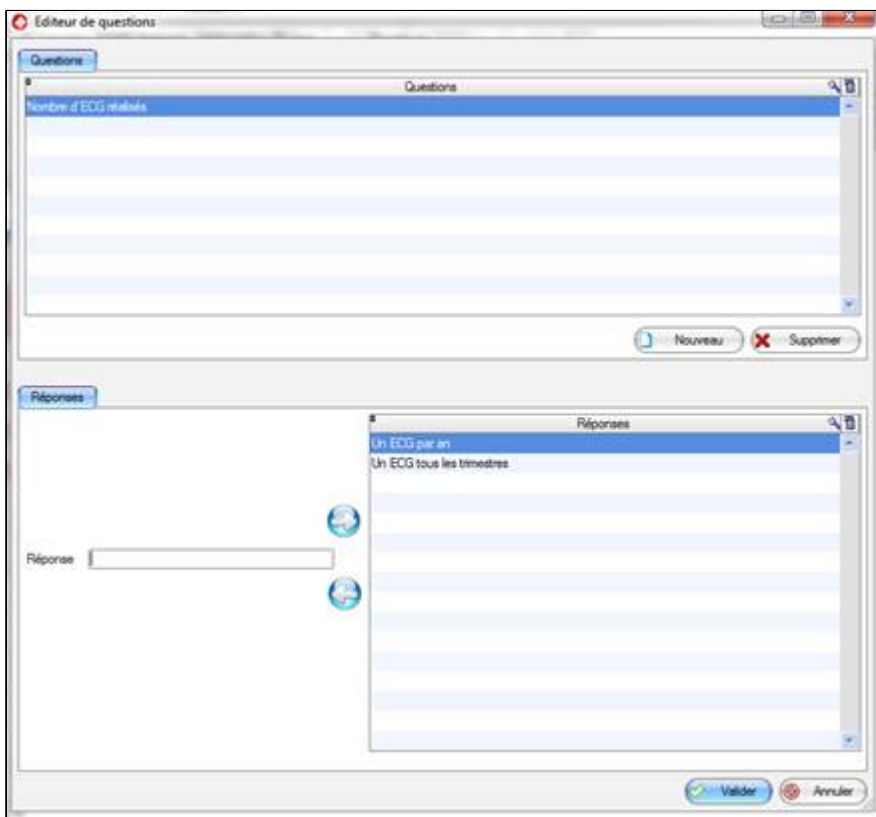 Editeur de questions
Questions
Questions
Nombre d'ECG réalisés
Nouveau
Supprimer
Réponses
Réponses
Un ECG par an
Un ECG tous les trimestres
Réponse
Valider
Annuler